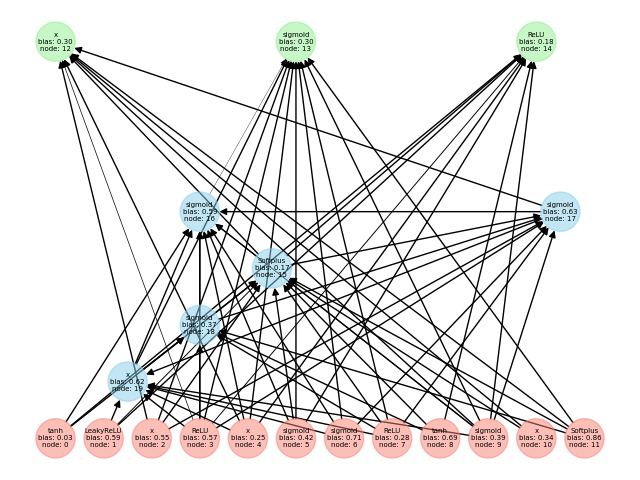 x
bias: 0.30
node: 12
sigmoid
bias: 0.30
node: 13
ReLU
bias: 0.18
node: 14
sigmoid
bias: 0.59
node: 16
sigmoid
bias: 0.63
node: 17
Softplus
bias: 0.17
node: 15
sigmoid
bias: 0.37
node: 18
x
bias: 0.62
node: 19
tanh
bias: 0.03
node: 0
LeakyReLU
bias: 0.59
node: 1
x
bias: 0.55
node: 2
ReLU
bias: 0.57
node: 3
x
bias: 0.25
node: 4
sigmoid
bias: 0.42
node: 5
sigmoid
bias: 0.71
node: 6
ReLU
bias: 0.28
node: 7
tanh
bias: 0.69
node: 8
sigmoid
bias: 0.39
node: 9
x
bias: 0.34
node: 10
Softplus
bias: 0.86
node: 11